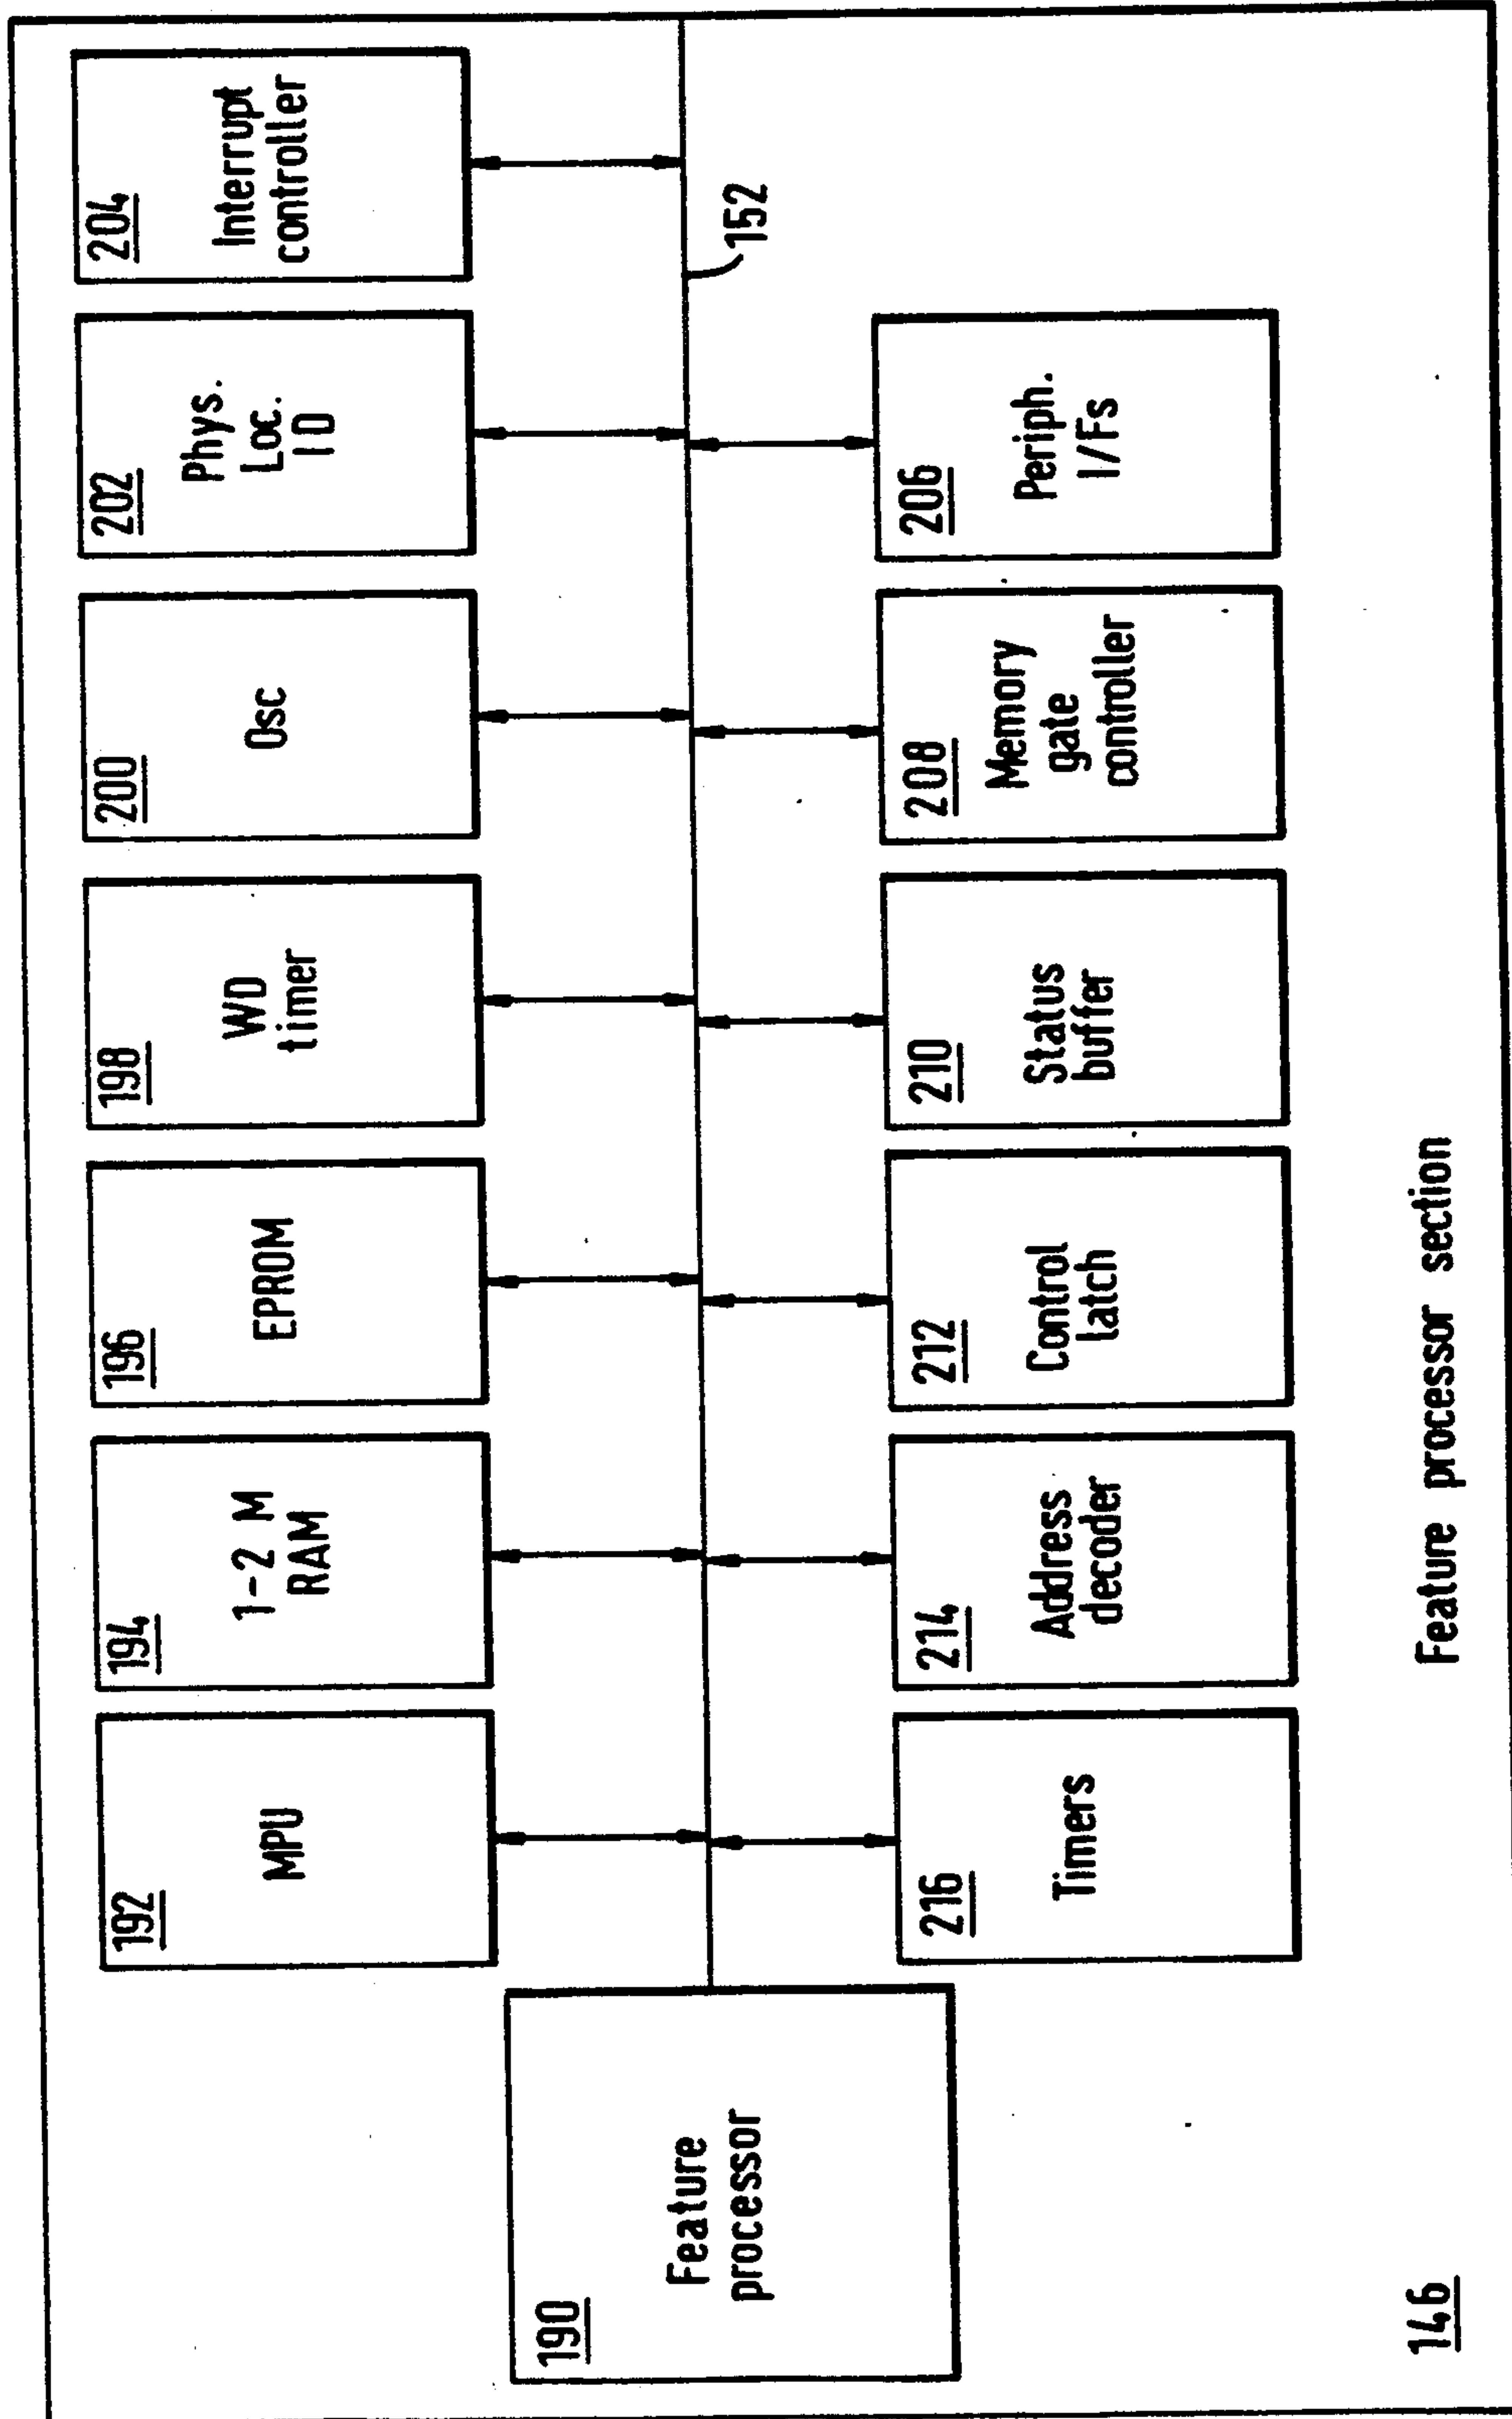 192
MPU
194
1-2 M
RAM
196
EPROM
198
WD
timer
200
Osc
202
Phys.
Loc.
ID
204
Interrupt
controller
152
190
Feature
processor
216
Timers
214
Address
decoder
212
Control
latch
210
Status
buffer
208
Memory
gate
controller
206
Periph.
I/Fs
146
Feature processor section